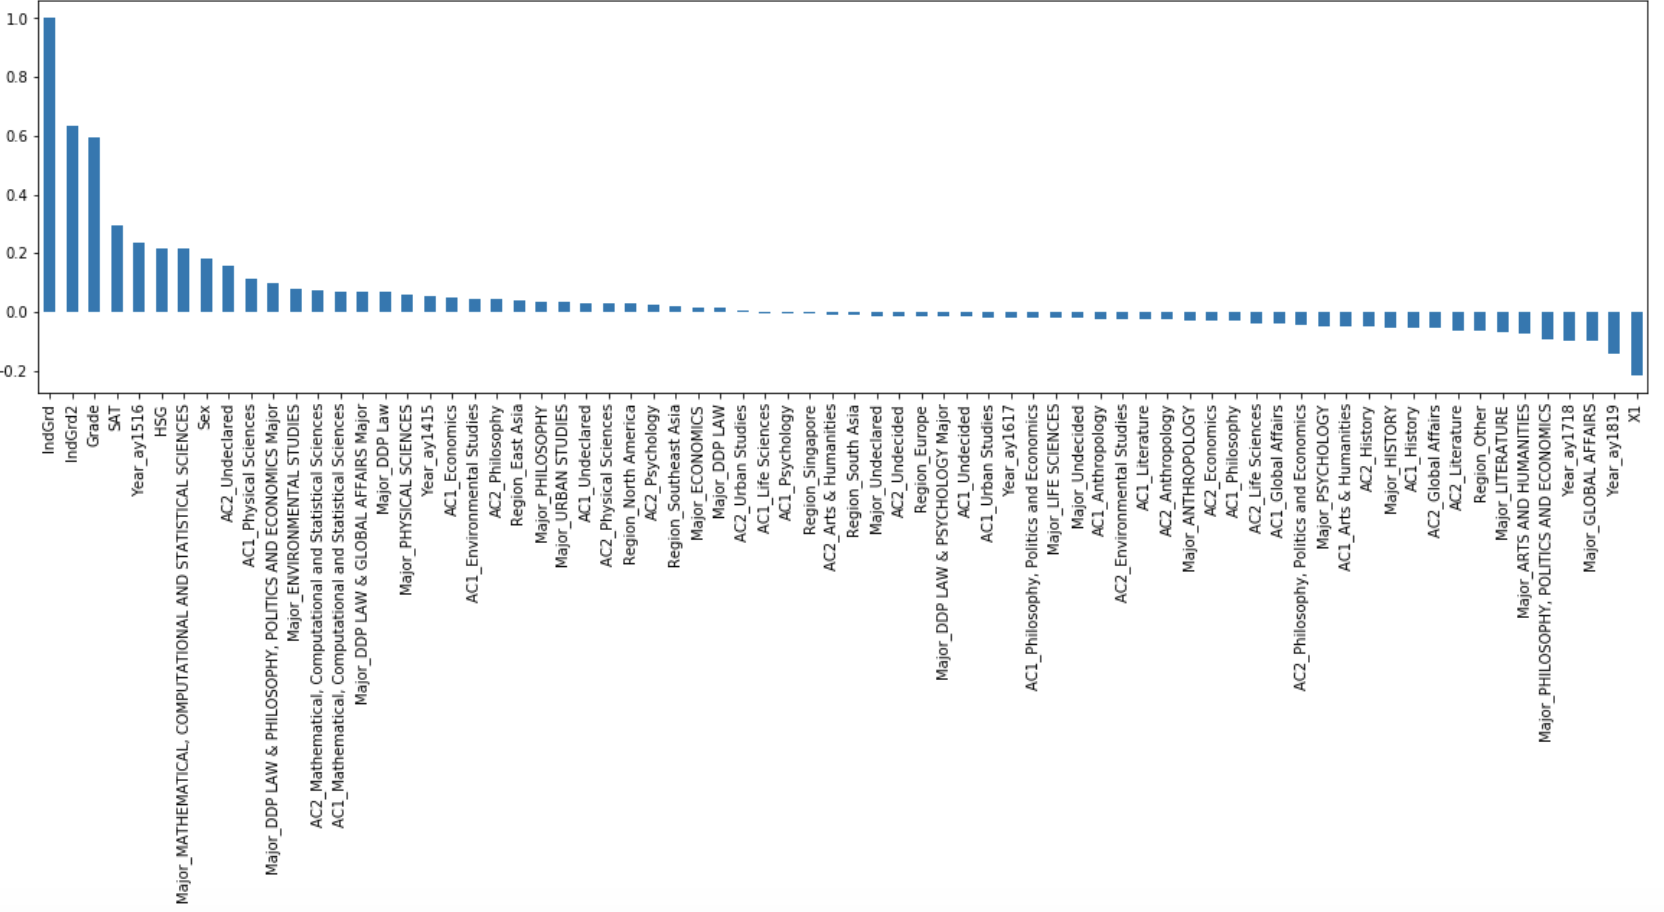 1.0
0.8
0.6
0.4
0.2
0.0
-0.2
IndGrd
IndGrd2
Grade
SAT
Year_ay1516
HSG
Major_MATHEMATICAL, COMPUTATIONAL AND STATISTICAL SCIENCES
Sex
AC2_Undeclared
AC1_Physical Sciences
Major_DDP LAW & PHILOSOPHY, POLITICS AND ECONOMICS Major
Major_ENVIRONMENTAL STUDIES
AC2_Mathematical, Computational and Statistical Sciences
AC1_Mathematical, Computational and Statistical Sciences
Major_DDP LAW & GLOBAL AFFAIRS Major
Major_DDP Law
Major_PHYSICAL SCIENCES
Year_ay1415
AC1_Economics
AC1_Environmental Studies
AC2_Philosophy
Region_East Asia
Major_PHILOSOPHY
Major_URBAN STUDIES
AC1_Undeclared
AC2_Physical Sciences
Region_North America
AC2_Psychology
Region_Southeast Asia
Major_ECONOMICS
Major_DDP LAW
AC2_Urban Studies
AC1_Life Sciences
AC1_Psychology
Region_Singapore
AC2_Arts & Humanities
Region_South Asia
Major_Undeclared
AC2_Undecided
Region_Europe
Major_DDP LAW & PSYCHOLOGY Major
AC1_Undecided
AC1_Urban Studies
Year_ay1617
AC1_Philosophy, Politics and Economics
Major_LIFE SCIENCES
Major_Undecided
AC1_Anthropology
AC2_Environmental Studies
AC1_Literature
AC2_Anthropology
Major_ANTHROPOLOGY
AC2_Economics
AC1_Philosophy
AC2_Life Sciences
AC1_Global Affairs
AC2_Philosophy, Politics and Economics
Major_PSYCHOLOGY
AC1_Arts & Humanities
AC2_History
Major_HISTORY
AC1_History
AC2_Global Affairs
AC2_Literature
Region_Other
Major_LITERATURE
Major_ARTS AND HUMANITIES
Major_PHILOSOPHY, POLITICS AND ECONOMICS
Year_ay1718
Major_GLOBAL AFFAIRS
Year_ay1819
X1